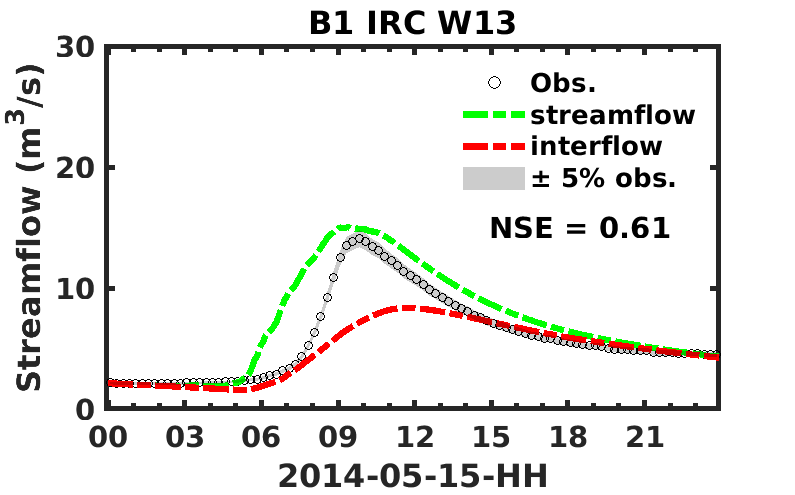 B1 IRC W13
Streamflow (m³/s)
30
20
10
0
Obs.
streamflow
interflow
± 5% obs.
NSE = 0.61
00 03 06 09 12 15 18 21
2014-05-15-HH